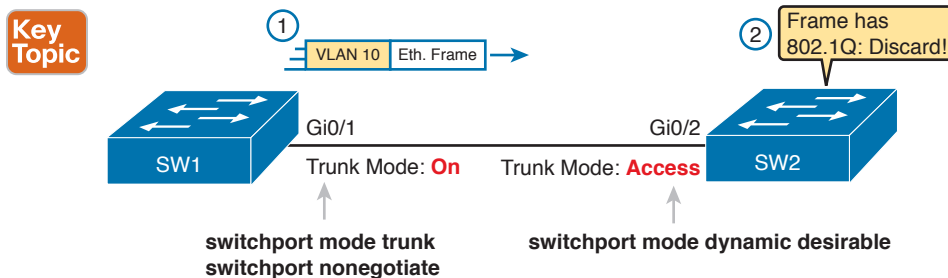 Key
Topic
1
VLAN 10 Eth. Frame
2
Frame has
802.1Q: Discard!
Gi0/1
Gi0/2
SW1
Trunk Mode: On
Trunk Mode: Access
SW2
switchport mode trunk
switchport nonegotiate
switchport mode dynamic desirable